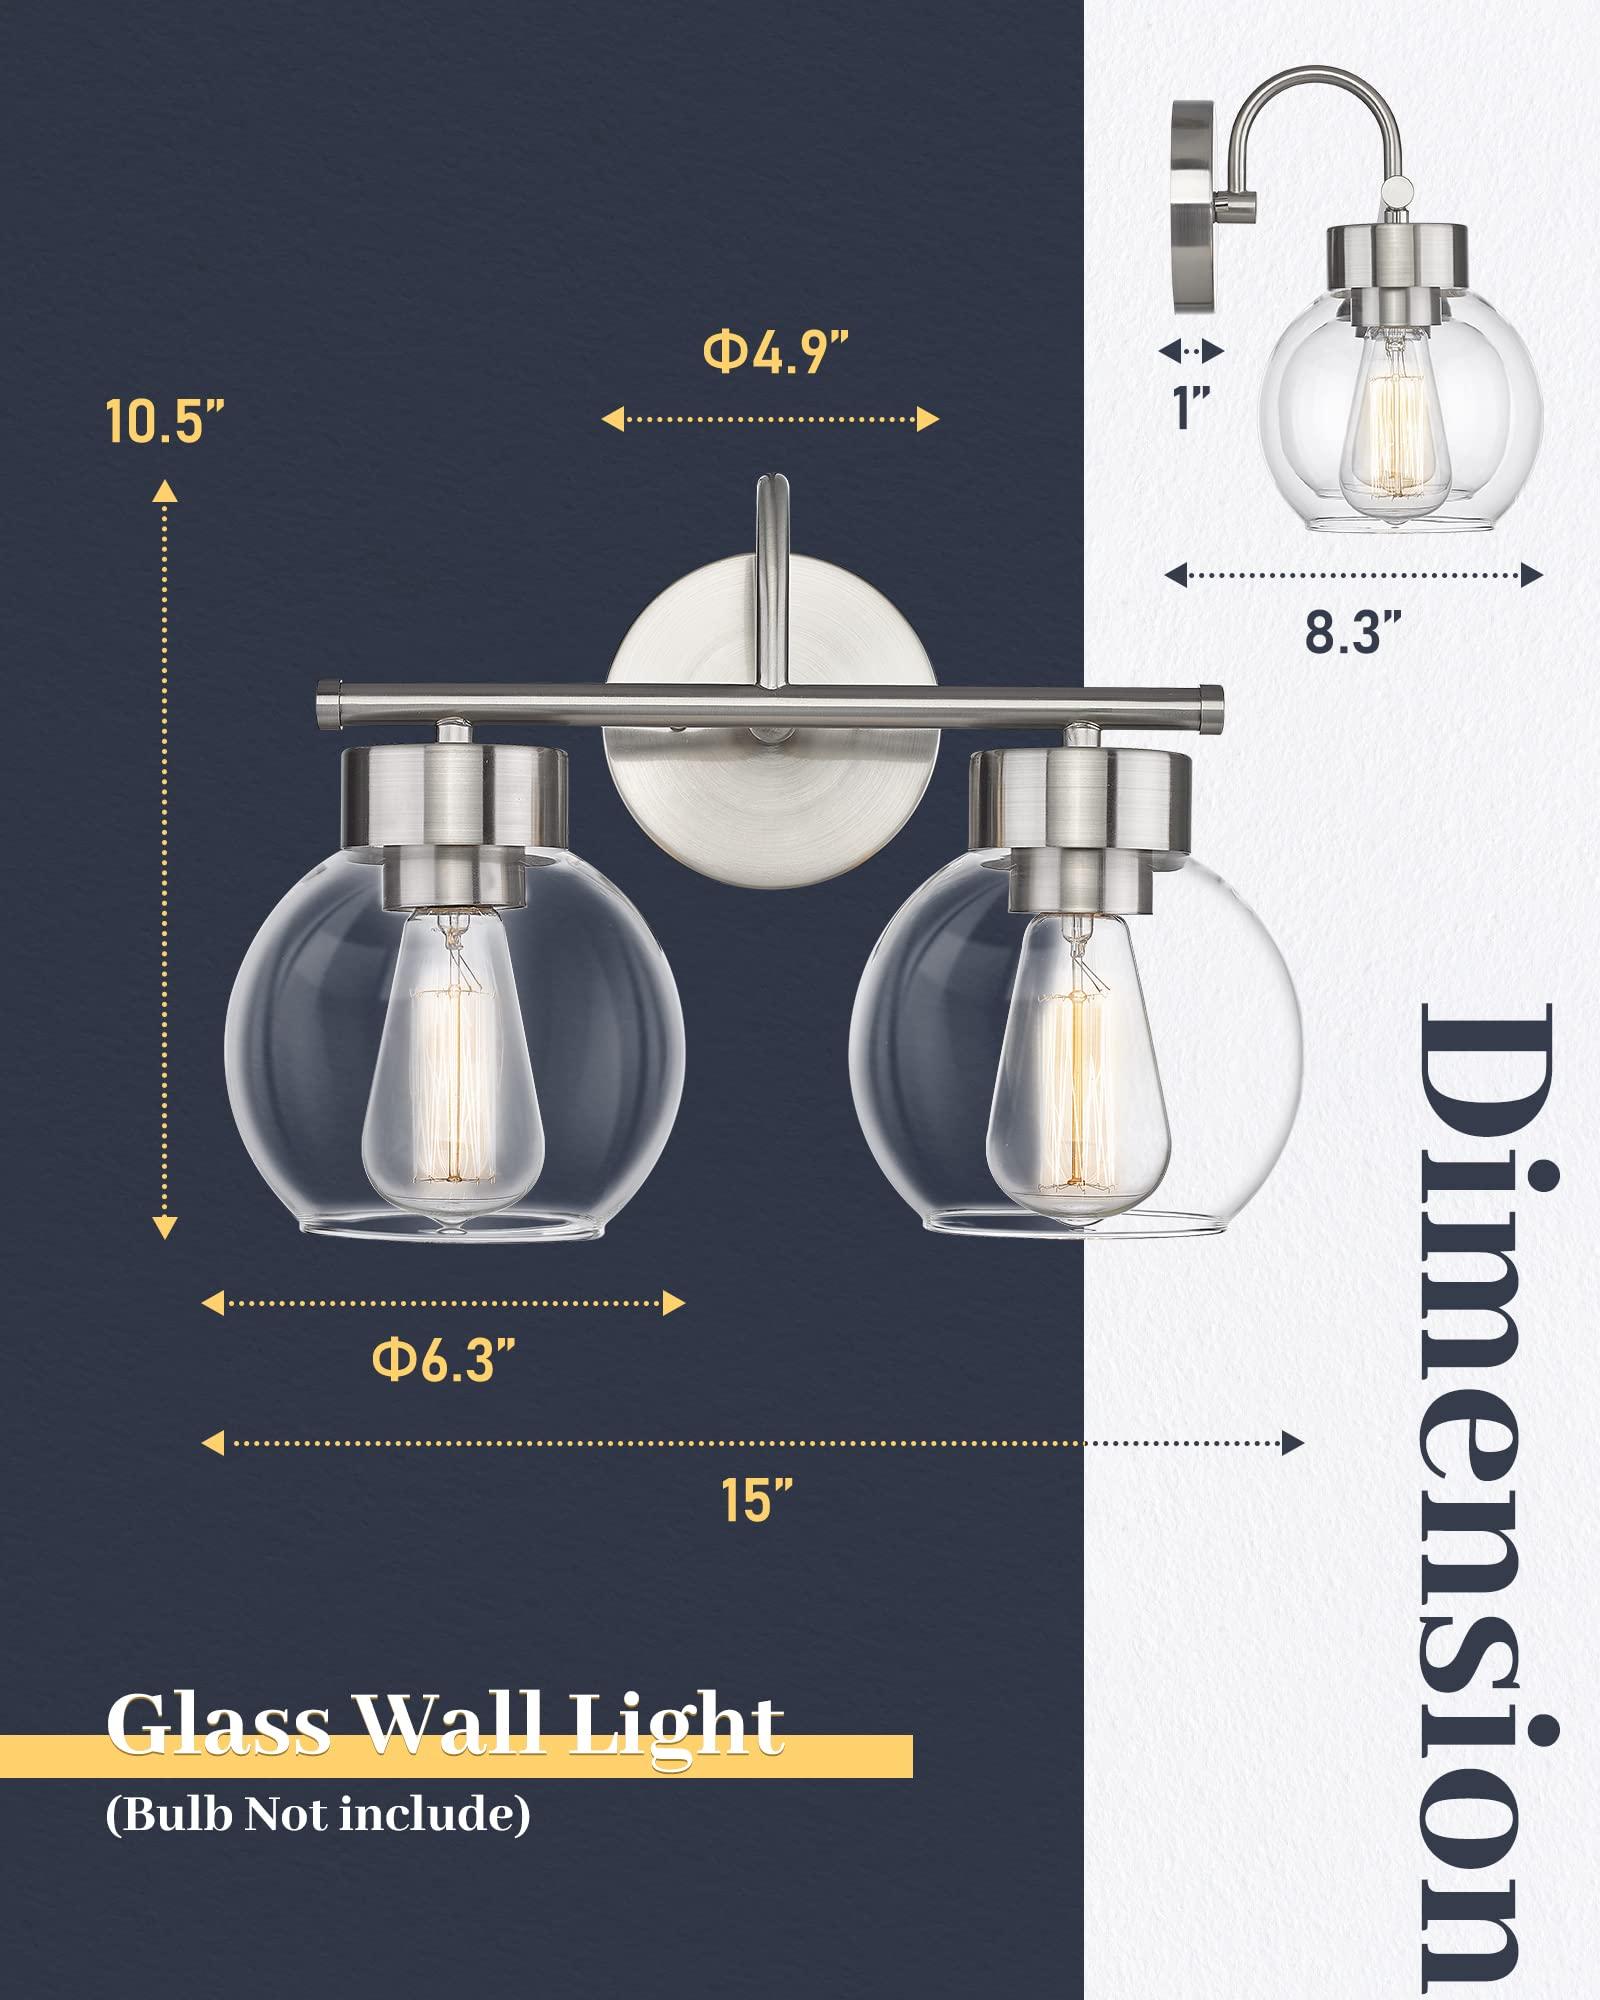 Φ4.9”
10.5”
1”
8.3”
Φ6.3”
15”
Dimension
Glass Wall Light
(Bulb Not include)